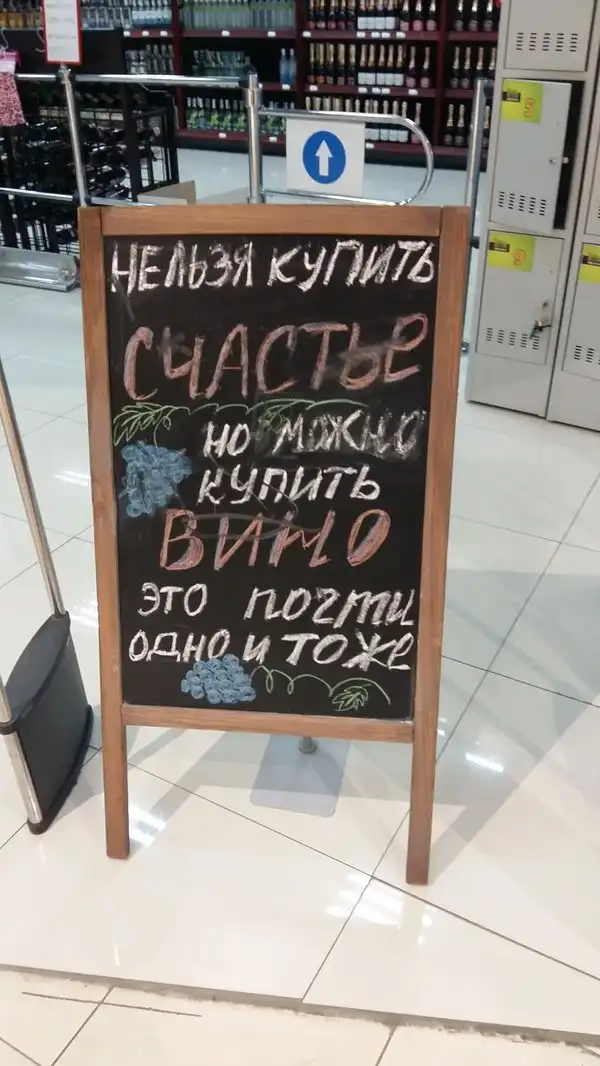 НЕЛЬЗЯ КУПИТЬ
СЧАСТЬЕ
НО МОЖНО
КУПИТЬ
ВИНО
ЭТО ПОЧТИ
ОДНО И ТОЖЕ